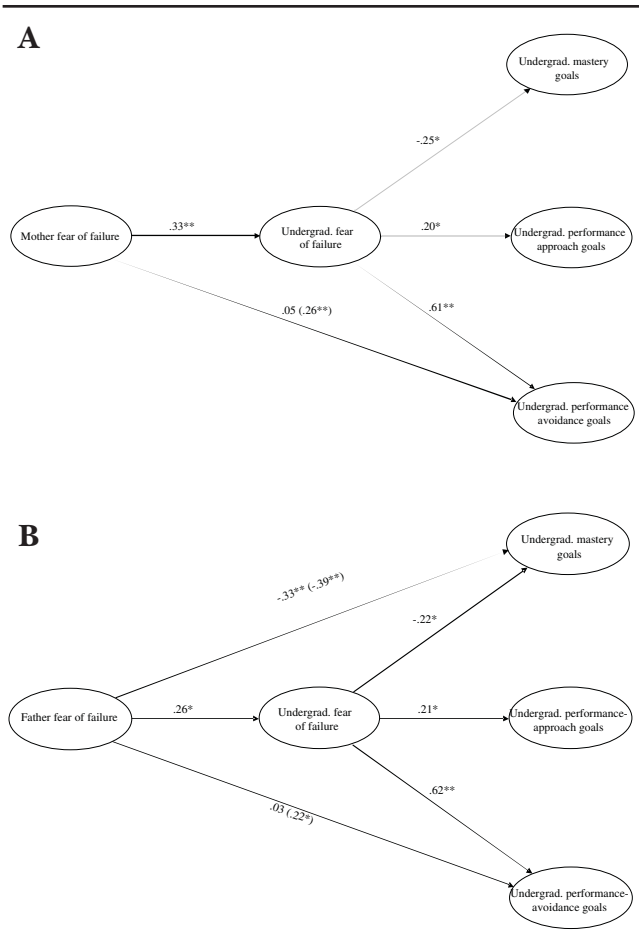 A
Undergrad. mastery
goals
-.25*
Mother fear of failure
.33**
Undergrad. fear
of failure
.20*
Undergrad. performance
approach goals
.05 (.26**)
.61**
Undergrad. performance
avoidance goals
B
Undergrad. mastery
goals
-.33** (-.39**)
-.22*
Father fear of failure
.26*
Undergrad. fear
of failure
.21*
Undergrad. performance-
approach goals
.03 (.22*)
.62**
Undergrad. performance-
avoidance goals